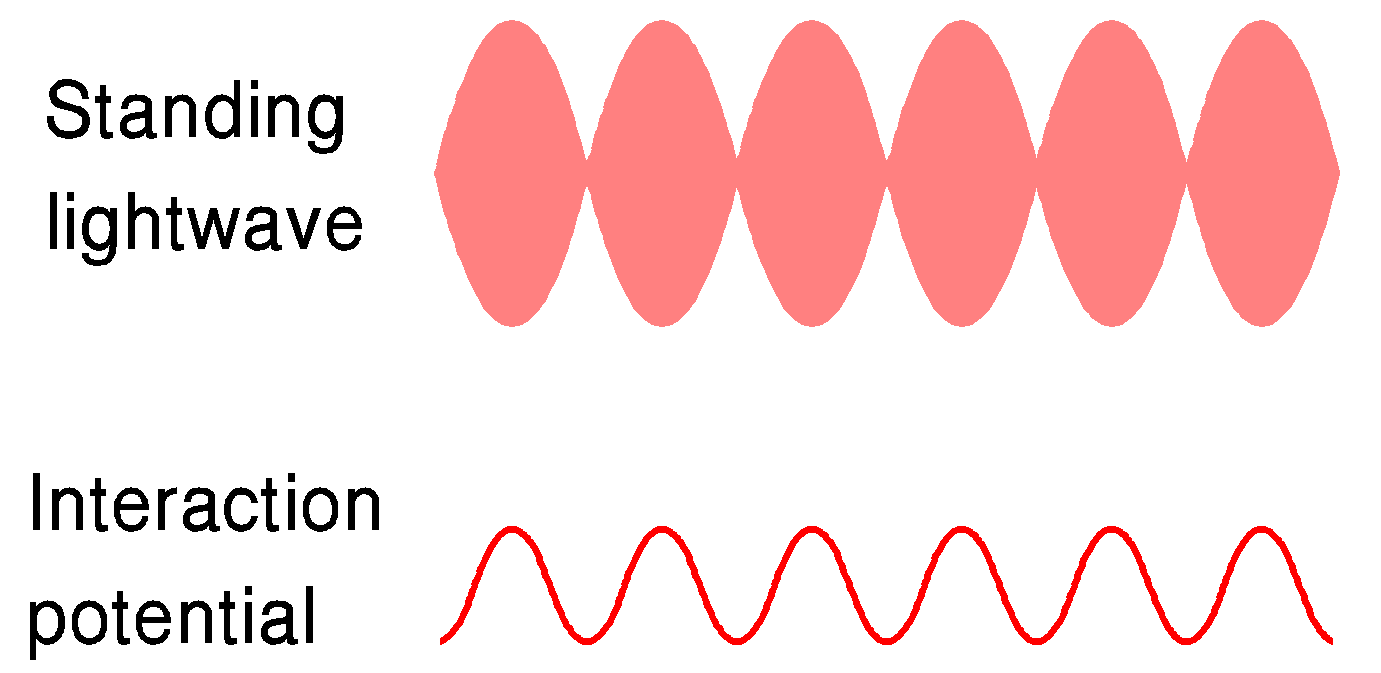 Standing
lightwave
Interaction
potential